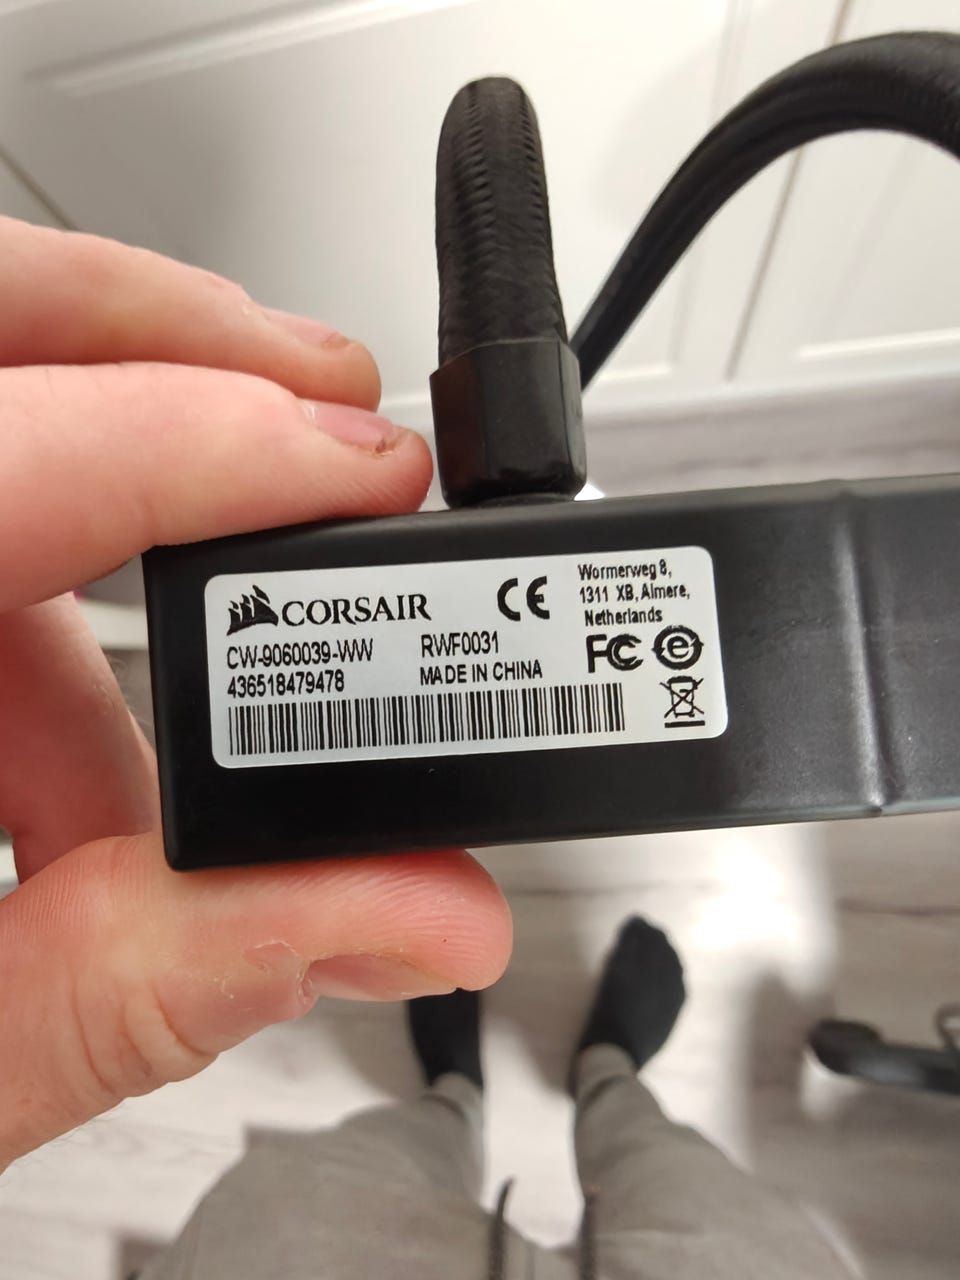 CORSAIR
CW-9060039-WW RWF0031
436518479478 MADE IN CHINA
CE
Wormerweg 8,
1311 XB, Almere,
Netherlands
FC e